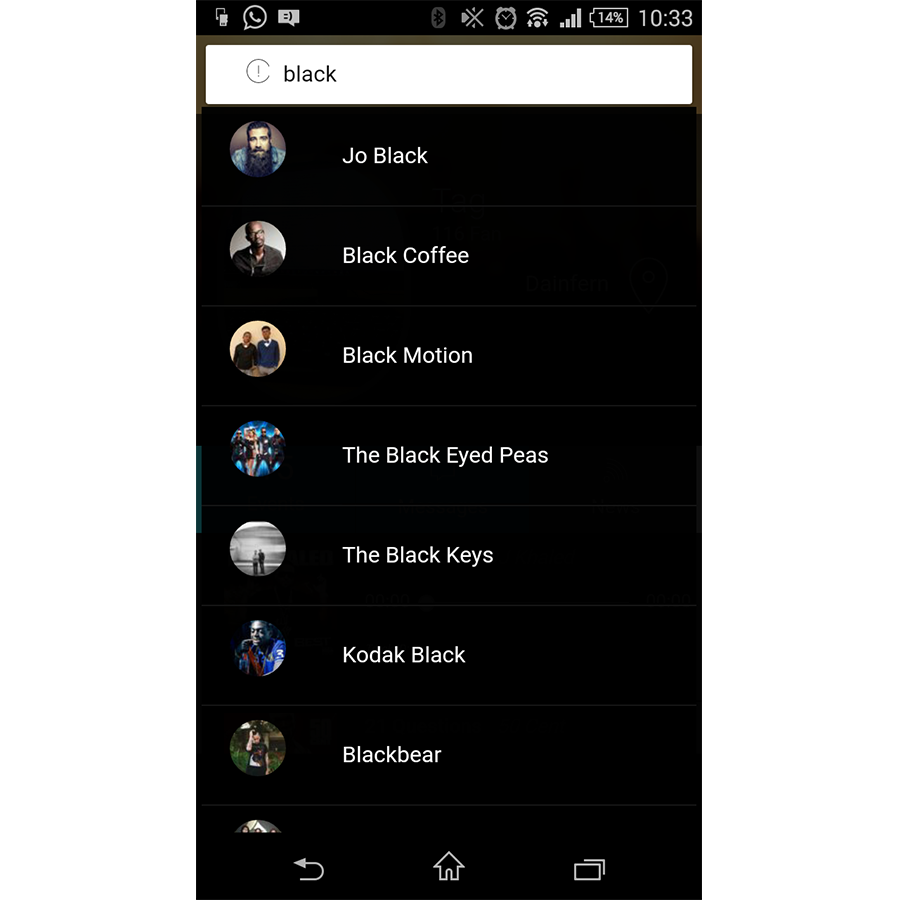 14% 10:33
black
Jo Black
Black Coffee
Black Motion
The Black Eyed Peas
The Black Keys
Kodak Black
Blackbear